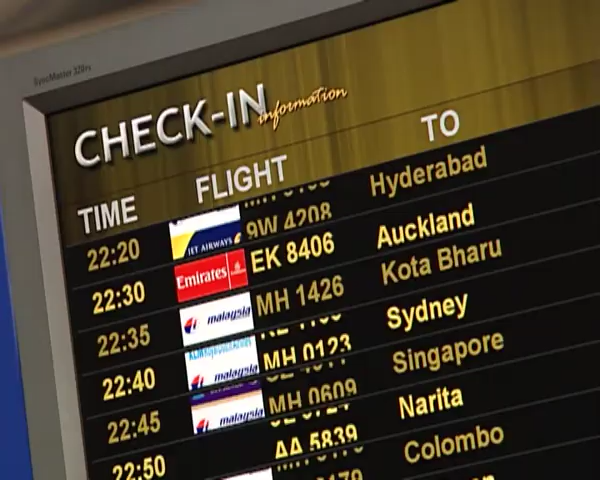 SyncMaster 320
CHECK-IN information
TIME FLIGHT TO
22:20 JET AIRWAYS 9W 4208 Hyderabad
22:30 Emirates EK 8406 Auckland
22:35 malaysia MH 1426 Kota Bharu
22:40 malaysia MH 0123 Sydney
22:45 malaysia MH 0609 Singapore
22:50 AA 5839 Narita
Colombo